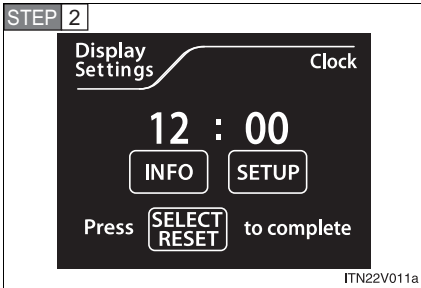 STEP 2
Display
Settings
Clock
12 : 00
INFO SETUP
Press SELECT RESET to complete
ITN22V011a